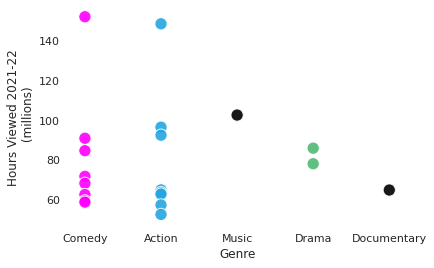 Hours Viewed 2021-22
(millions)
140
120
100
80
60
Comedy Action Music Drama Documentary
Genre